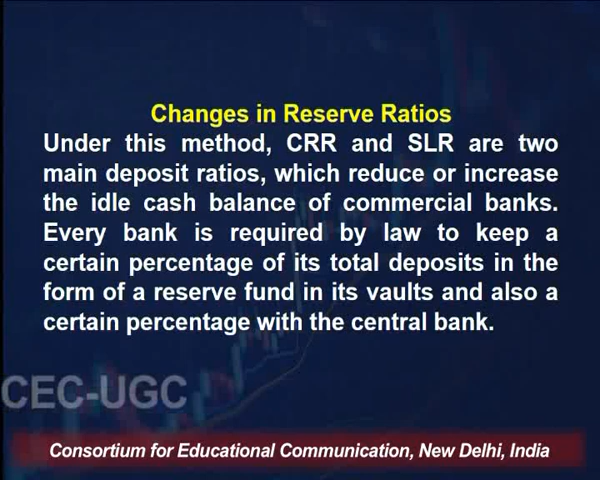 Changes in Reserve Ratios
Under this method, CRR and SLR are two
main deposit ratios, which reduce or increase
the idle cash balance of commercial banks.
Every bank is required by law to keep a
certain percentage of its total deposits in the
form of a reserve fund in its vaults and also a
certain percentage with the central bank.
CEC-UGC
Consortium for Educational Communication, New Delhi, India